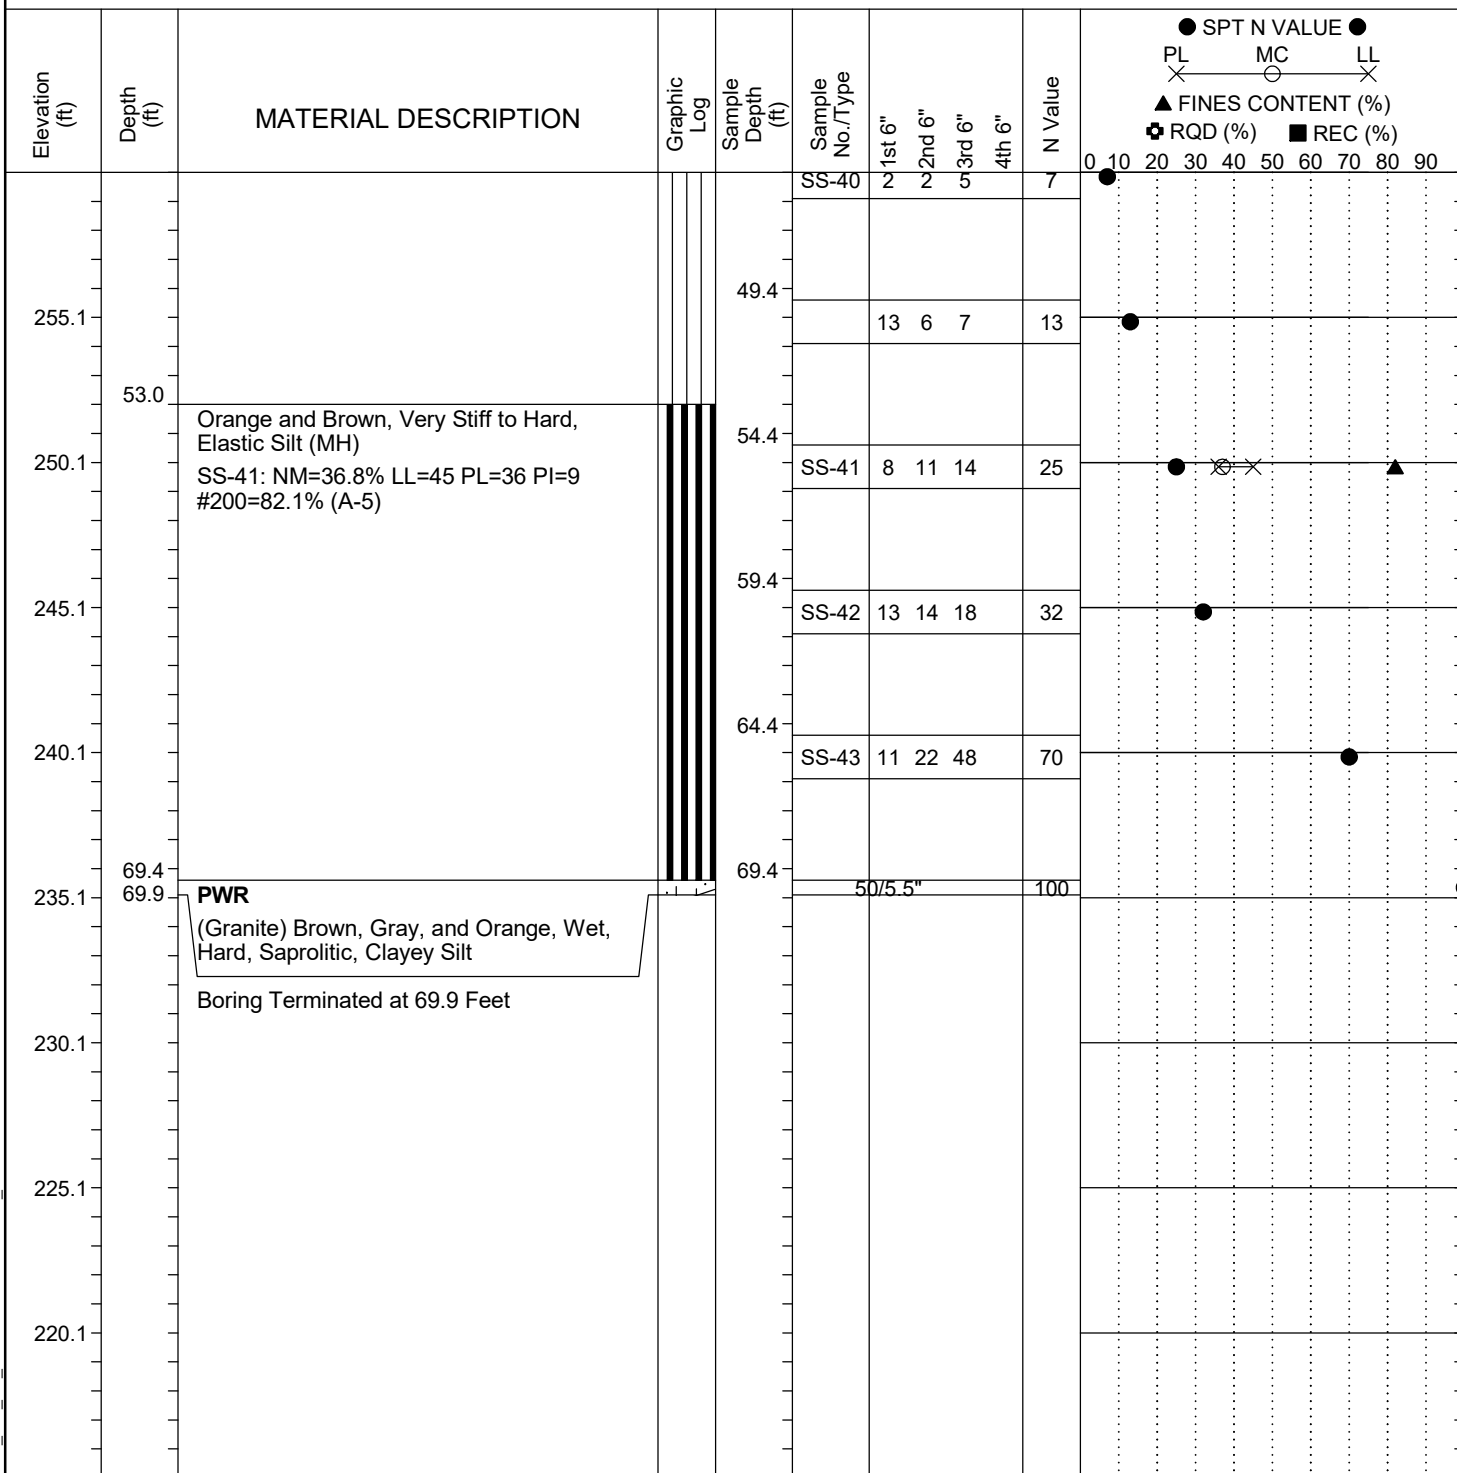 ● SPT N VALUE ●
PL MC LL
▲ FINES CONTENT (%)
RQD (%) ■ REC (%)
0 10 20 30 40 50 60 70 80 90
Elevation (ft)
Depth (ft)
MATERIAL DESCRIPTION
Graphic Log
Sample Depth (ft)
Sample No./Type
1st 6"
2nd 6"
3rd 6"
4th 6"
N Value
SS-40 2 2 5 7
49.4
255.1 13 6 7 13
53.0
Orange and Brown, Very Stiff to Hard,
Elastic Silt (MH)
54.4
250.1 SS-41 8 11 14 25
SS-41: NM=36.8% LL=45 PL=36 PI=9
#200=82.1% (A-5)
59.4
245.1 SS-42 13 14 18 32
64.4
240.1 SS-43 11 22 48 70
69.4 69.4
235.1 69.9 PWR 50/5.5" 100
(Granite) Brown, Gray, and Orange, Wet,
Hard, Saprolitic, Clayey Silt
Boring Terminated at 69.9 Feet
230.1
225.1
220.1